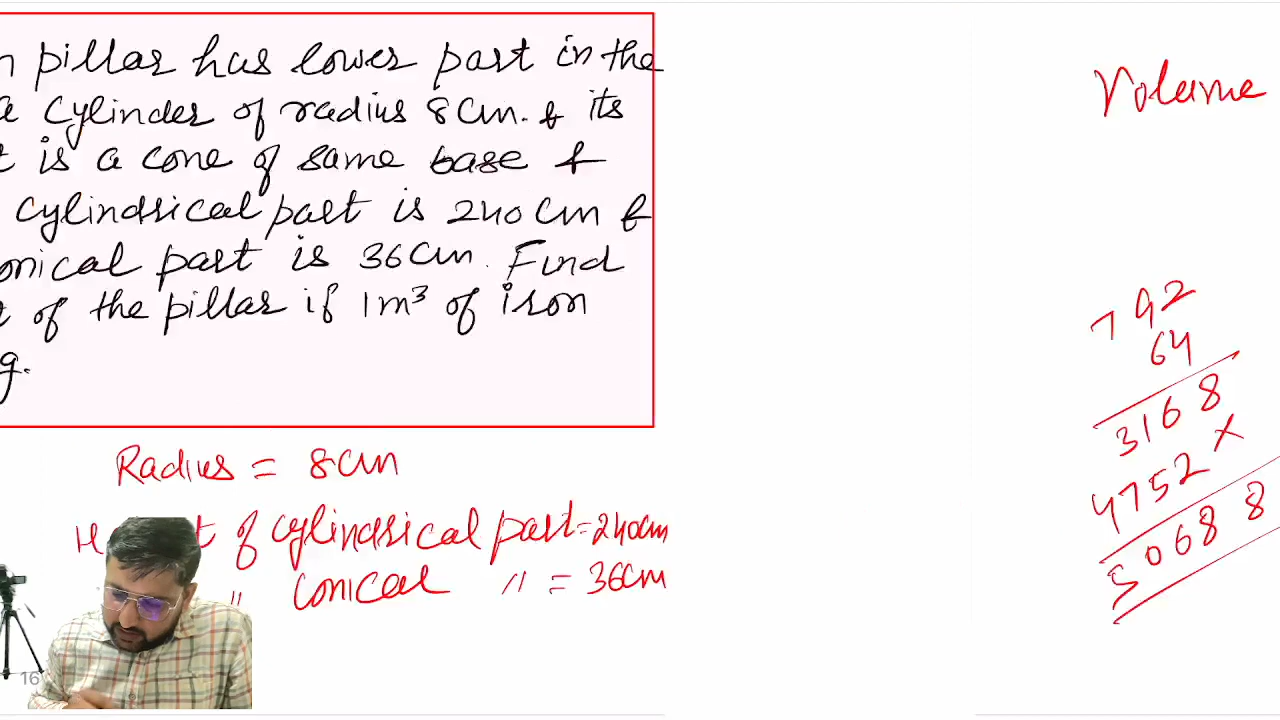 n pillar has lower part in the
a cylinder of radius 8cm. & its
t is a cone of same base &
cylindrical part is 240cm &
onical part is 36cm. Find
t of the pillar if 1m³ of iron
g.
Radius = 8cm
H t of cylindrical part=240cm
" conical " = 36cm
16
Volume
792
64
3168
4752×
50688